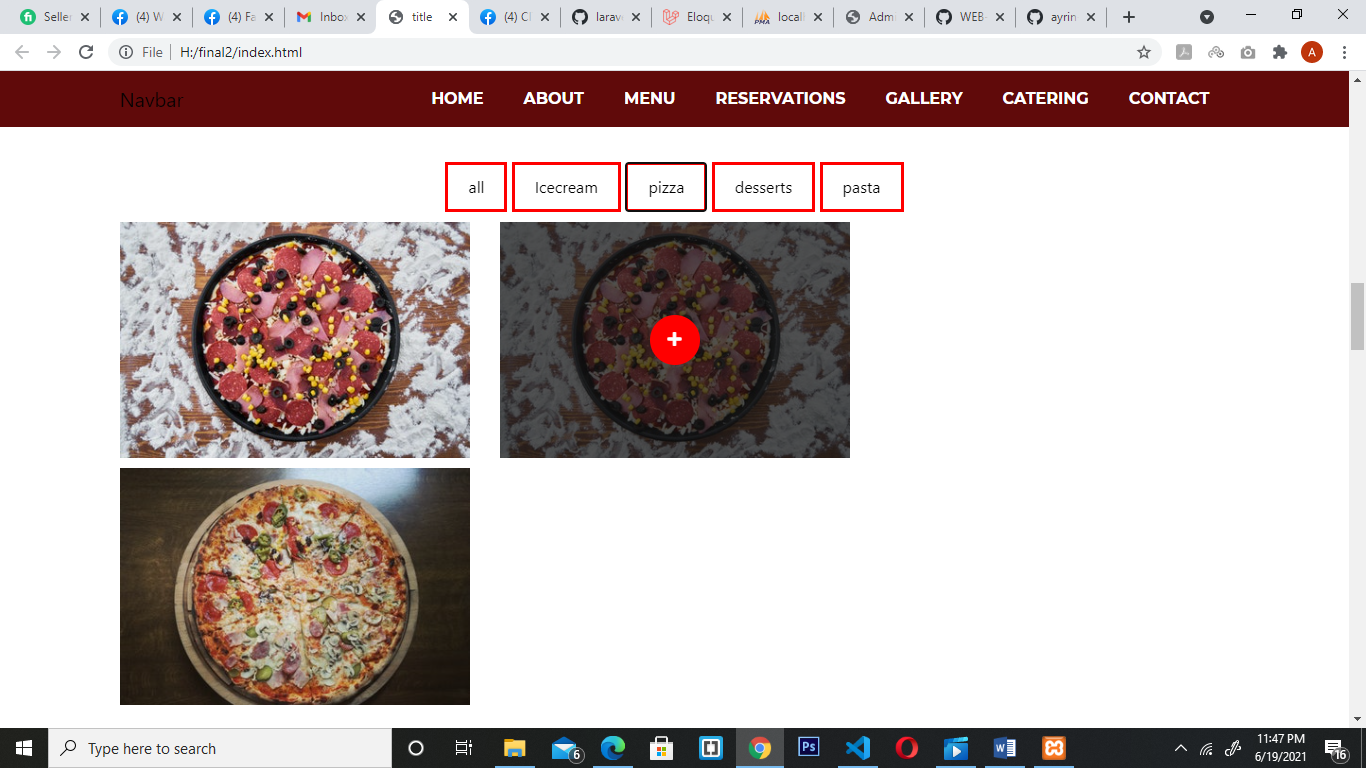 Seller (4) W (4) Fa Inbox title (4) Cl larav Eloqu locall Adm WEB- ayrin
File H:/final2/index.html A
Navbar HOME ABOUT MENU RESERVATIONS GALLERY CATERING CONTACT
all Icecream pizza desserts pasta
Type here to search 6 Ps W 11:47 PM 16
6/19/2021